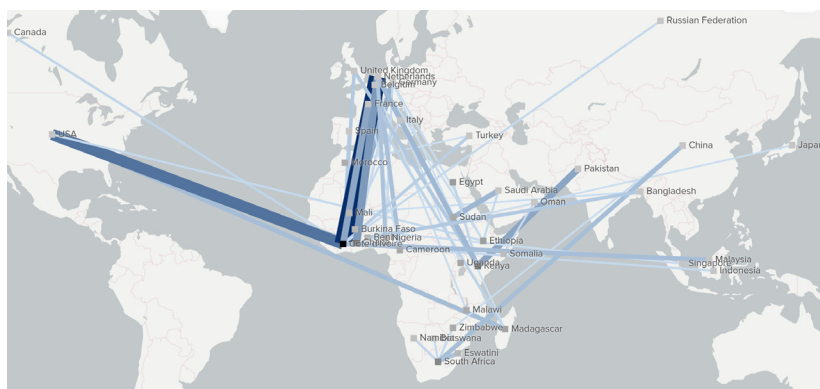 Canada
Russian Federation
United Kingdom
Netherlands
Belgium
Germany
France
Italy
USA
Spain
Turkey
China
Japan
Morocco
Pakistan
Egypt
Saudi Arabia
Bangladesh
Oman
Mali
Sudan
Burkina Faso
Nigeria
Ethiopia
Cameroon
Somalia
Uganda
Kenya
Malaysia
Singapore
Indonesia
Malawi
Zimbabwe
Madagascar
Namibia
Botswana
Eswatini
South Africa